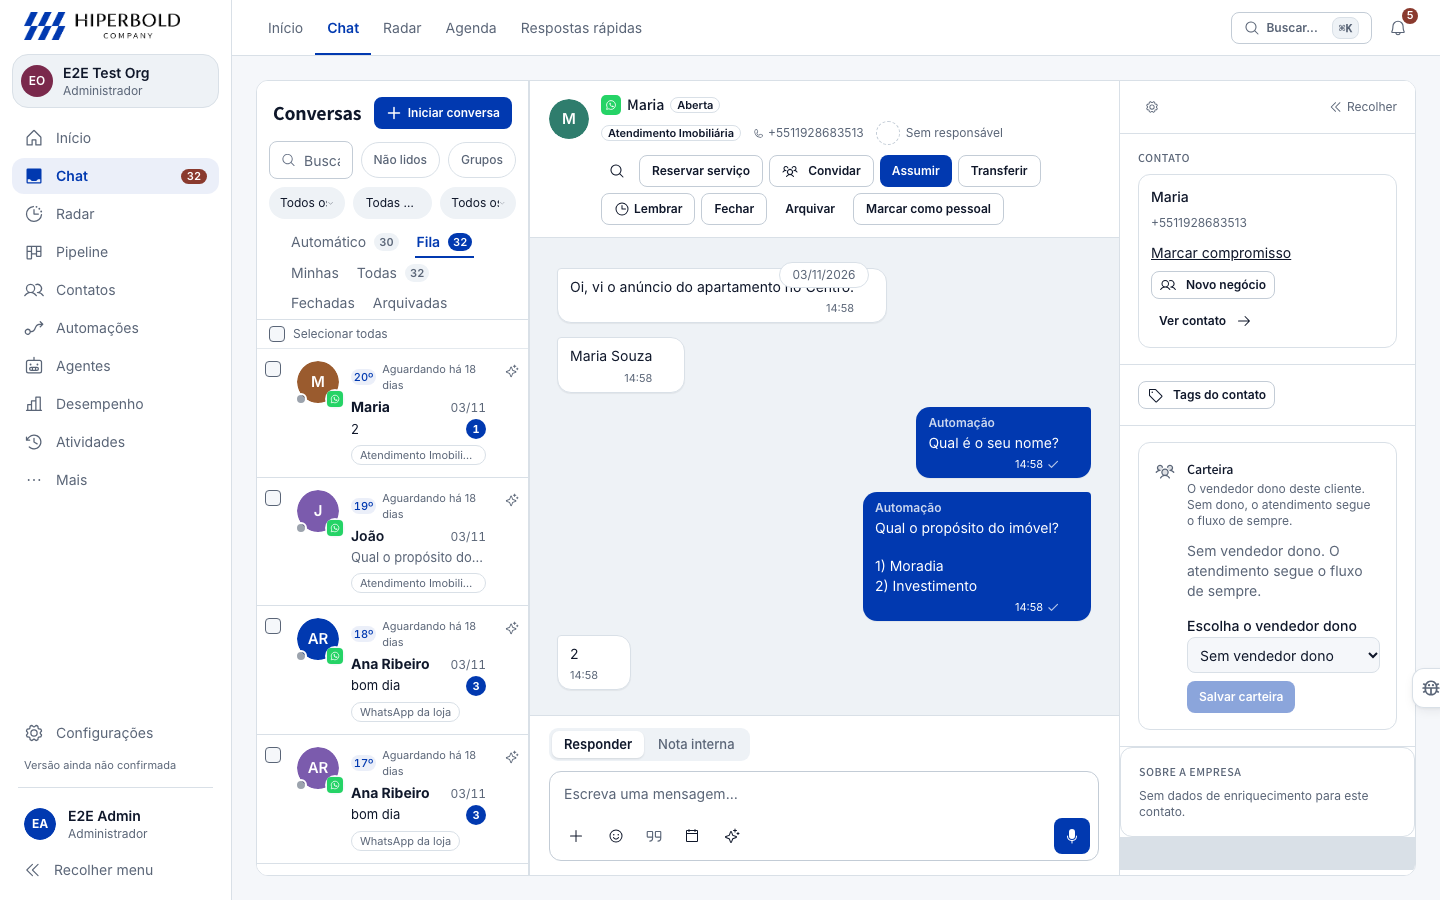 HIPERBOLD
COMPANY
EO
E2E Test Org
Administrador
Início
Chat
32
Radar
Pipeline
Contatos
Automações
Agentes
Desempenho
Atividades
Mais
Configurações
Versão ainda não confirmada
EA
E2E Admin
Administrador
Recolher menu
Início
Chat
Radar
Agenda
Respostas rápidas
Buscar...
⌘K
5
Conversas
Iniciar conversa
Busca
Não lidos
Grupos
Todos os
Todas ...
Todos os
Automático 30
Fila 32
Minhas
Todas 32
Fechadas
Arquivadas
Selecionar todas
M
20º
Aguardando há 18
dias
Maria
03/11
2
1
Atendimento Imobili...
J
19º
Aguardando há 18
dias
João
03/11
Qual o propósito do...
Atendimento Imobili...
AR
18º
Aguardando há 18
dias
Ana Ribeiro
03/11
bom dia
3
WhatsApp da loja
AR
17º
Aguardando há 18
dias
Ana Ribeiro
03/11
bom dia
3
WhatsApp da loja
M
Maria
Aberta
Atendimento Imobiliária
+5511928683513
Sem responsável
Reservar serviço
Convidar
Assumir
Transferir
Lembrar
Fechar
Arquivar
Marcar como pessoal
03/11/2026
Oi, vi o anúncio do apartamento no Centro.
14:58
Maria Souza
14:58
Automação
Qual é o seu nome?
14:58
Automação
Qual o propósito do imóvel?
1) Moradia
2) Investimento
14:58
2
14:58
Responder
Nota interna
Escreva uma mensagem...
Recolher
CONTATO
Maria
+5511928683513
Marcar compromisso
Novo negócio
Ver contato
Tags do contato
Carteira
O vendedor dono deste cliente.
Sem dono, o atendimento segue
o fluxo de sempre.
Sem vendedor dono. O
atendimento segue o fluxo
de sempre.
Escolha o vendedor dono
Sem vendedor dono
Salvar carteira
SOBRE A EMPRESA
Sem dados de enriquecimento para este
contato.